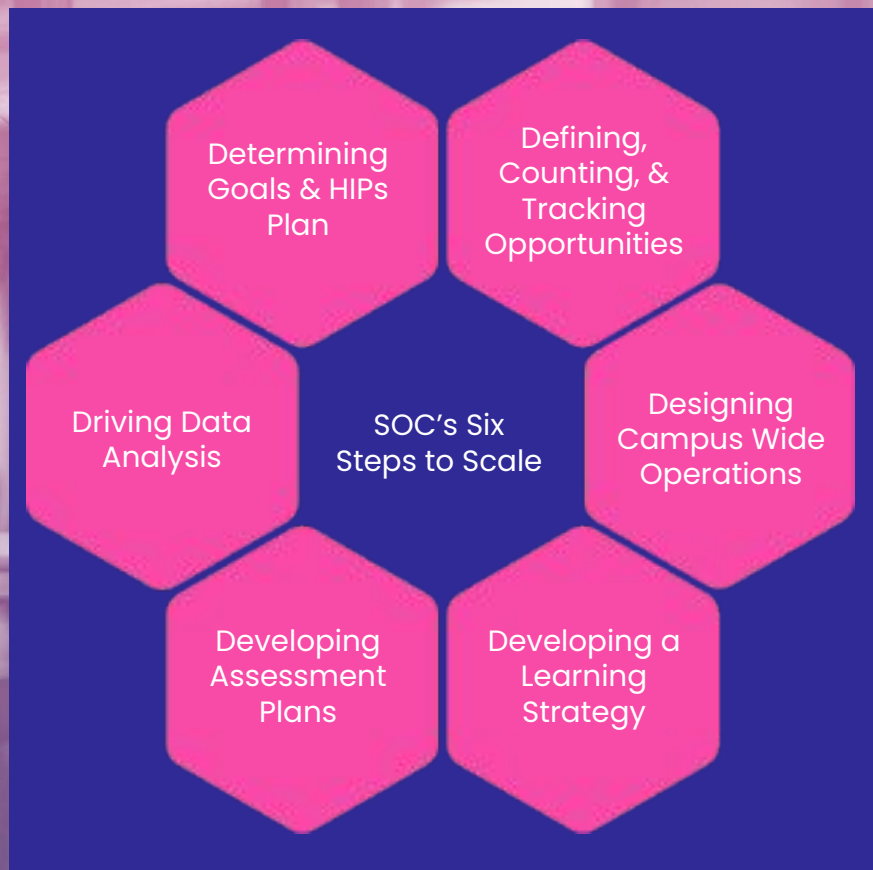 Determining
Goals & HIPs
Plan
Defining,
Counting, &
Tracking
Opportunities
Designing
Campus Wide
Operations
Developing a
Learning
Strategy
Developing
Assessment
Plans
Driving Data
Analysis
SOC’s Six
Steps to Scale